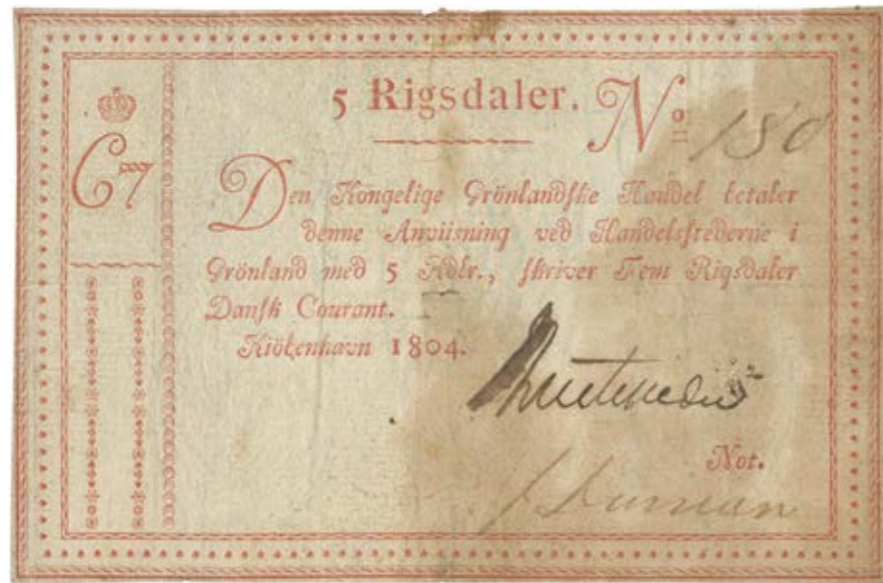 5 Rigsdaler. No 180
C7
Den Kongelige Grönlandske Handel betaler
denne Anviisning ved Handelsstederne i
Grönland med 5 Rdlr., skriver Fem Rigsdaler
Dansk Courant.
Kiöbenhavn 1804.
Not.